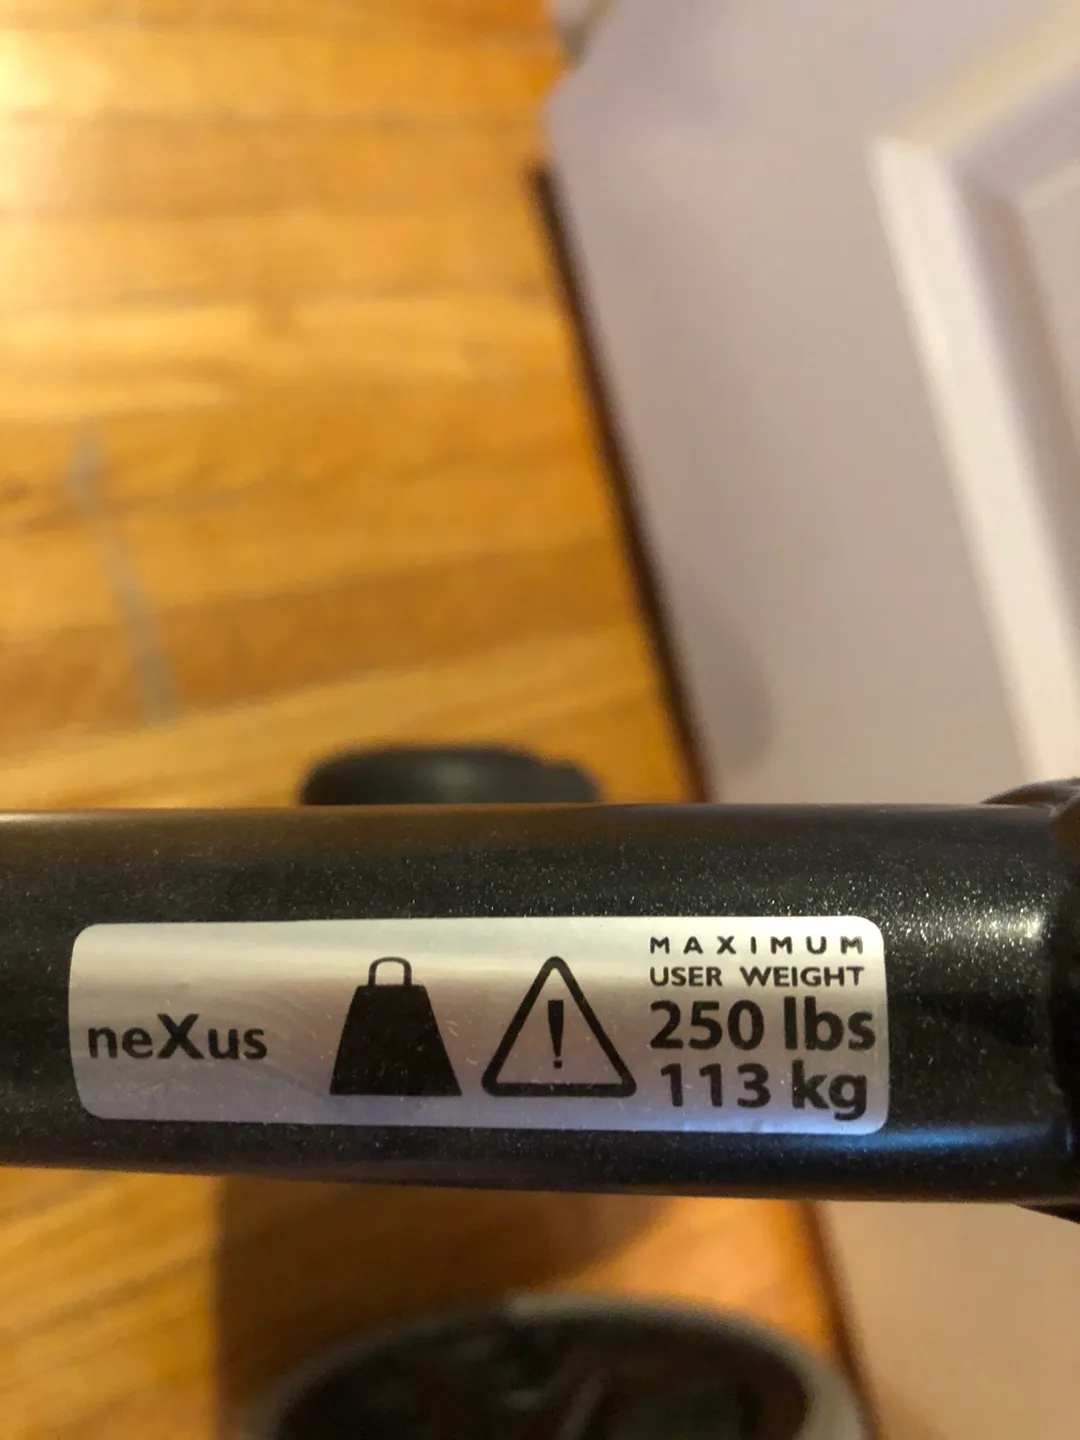 neXus
!
MAXIMUM
USER WEIGHT
250 lbs
113 kg